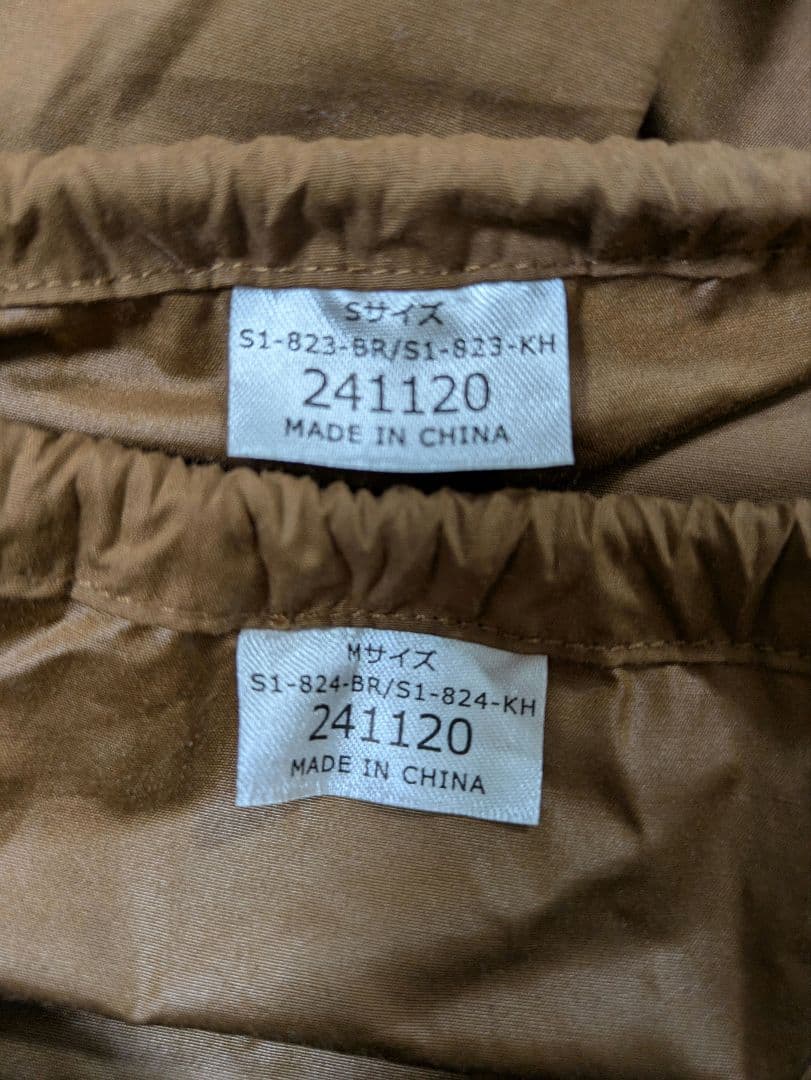 Sサイズ
S1-823-BR/S1-823-KH
241120
MADE IN CHINA
Mサイズ
S1-824-BR/S1-824-KH
241120
MADE IN CHINA